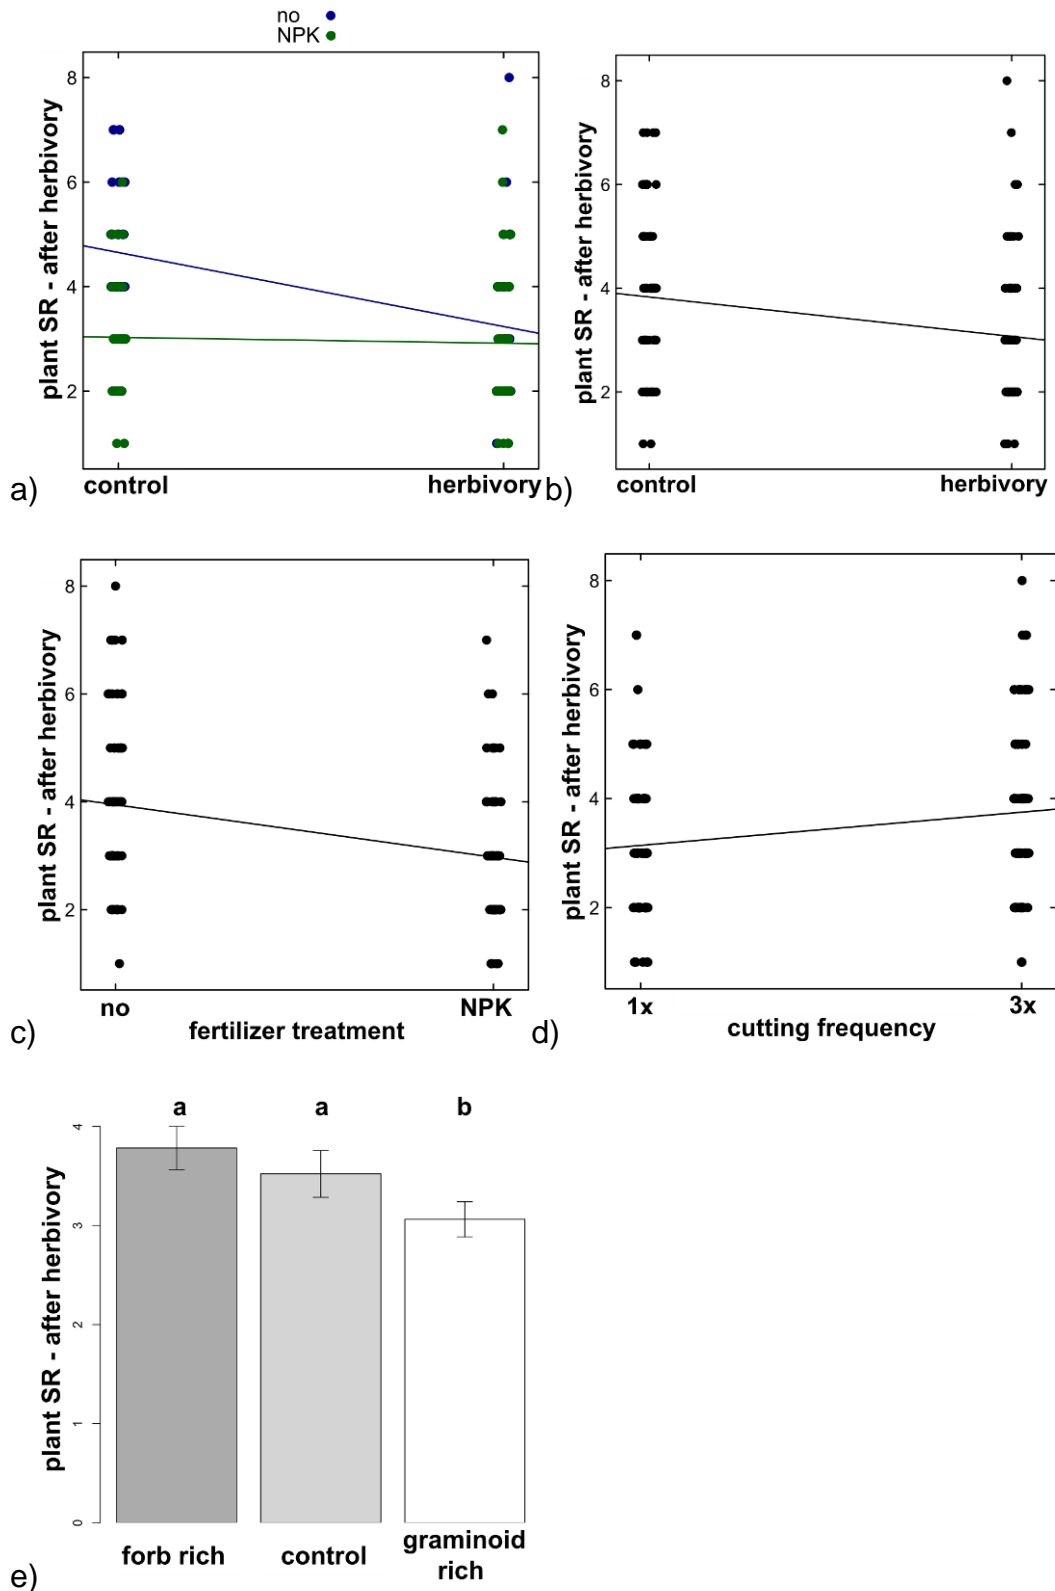 no
NPK
plant SR - after herbivory
8
6
4
2
control
herbivory
a)
plant SR - after herbivory
8
6
4
2
control
herbivory
b)
plant SR - after herbivory
8
6
4
2
no
NPK
fertilizer treatment
c)
plant SR - after herbivory
8
6
4
2
1x
3x
cutting frequency
d)
a
a
b
plant SR - after herbivory
4
3
2
1
0
forb rich
control
graminoid
rich
e)